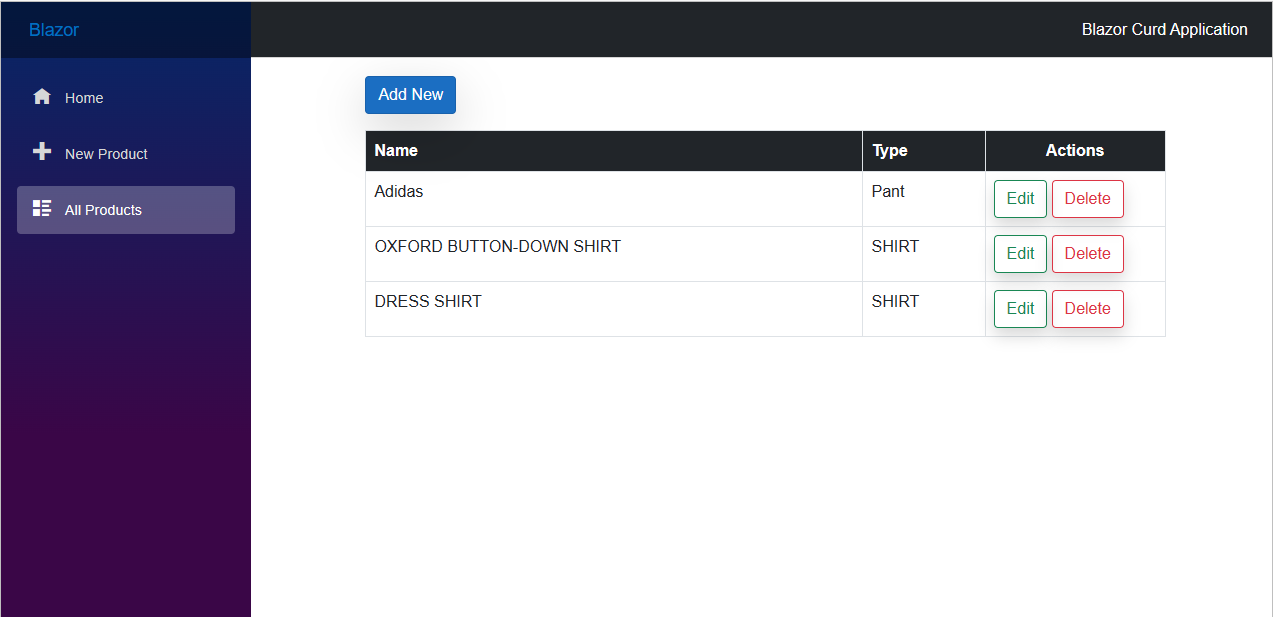 Blazor
Blazor Curd Application
Home
New Product
All Products
Add New
Name Type Actions
Adidas Pant Edit Delete
OXFORD BUTTON-DOWN SHIRT SHIRT Edit Delete
DRESS SHIRT SHIRT Edit Delete